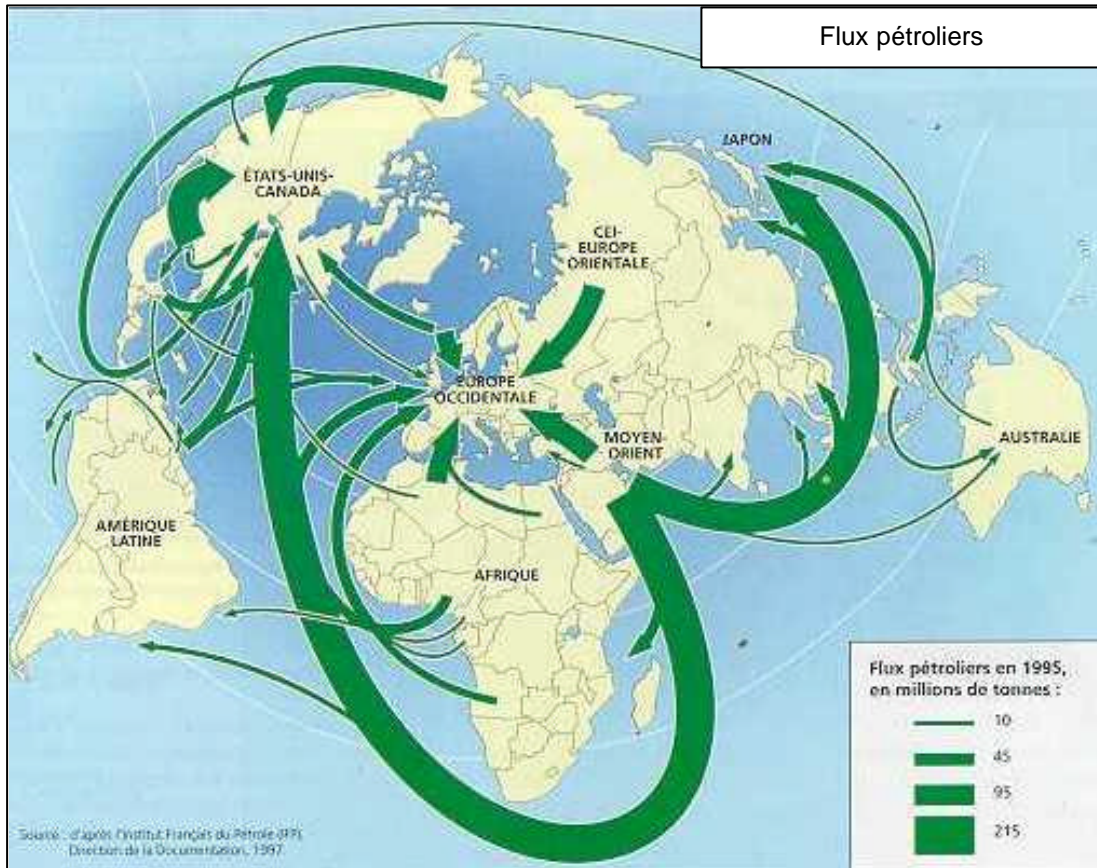 Flux pétroliers
JAPON
ÉTATS-UNIS-
CANADA
CEI-
EUROPE
ORIENTALE
EUROPE
OCCIDENTALE
MOYEN-
ORIENT
AUSTRALIE
AMÉRIQUE
LATINE
AFRIQUE
Flux pétroliers en 1995,
en millions de tonnes :
10
45
95
215
Source : d'après l'Institut Français du Pétrole (IFP),
Direction de la Documentation, 1997